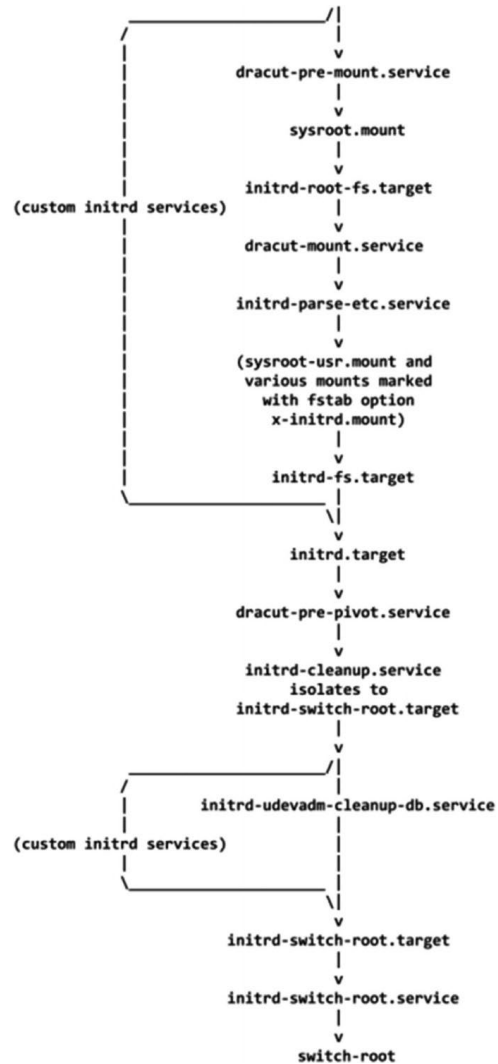 dracut-pre-mount.service
sysroot.mount
initrd-root-fs.target
(custom initrd services)
dracut-mount.service
initrd-parse-etc.service
(sysroot-usr.mount and
various mounts marked
with fstab option
x-initrd.mount)
initrd-fs.target
initrd.target
dracut-pre-pivot.service
initrd-cleanup.service
isolates to
initrd-switch-root.target
initrd-udevadm-cleanup-db.service
(custom initrd services)
initrd-switch-root.target
initrd-switch-root.service
switch-root